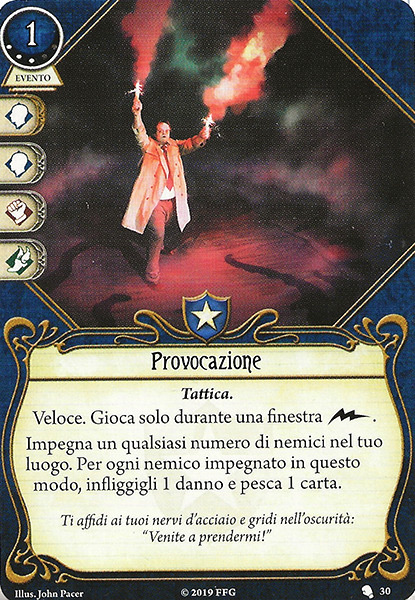 1
EVENTO
Provocazione
Tattica.
Veloce. Gioca solo durante una finestra .
Impegna un qualsiasi numero di nemici nel tuo
luogo. Per ogni nemico impegnato in questo
modo, infliggigli 1 danno e pesca 1 carta.
Ti affidi ai tuoi nervi d'acciaio e gridi nell'oscurità:
“Venite a prendermi!”
Illus. John Pacer
© 2019 FFG
30